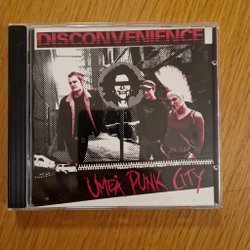 DISCONVENIENCE
UMEÅ PUNK CITY